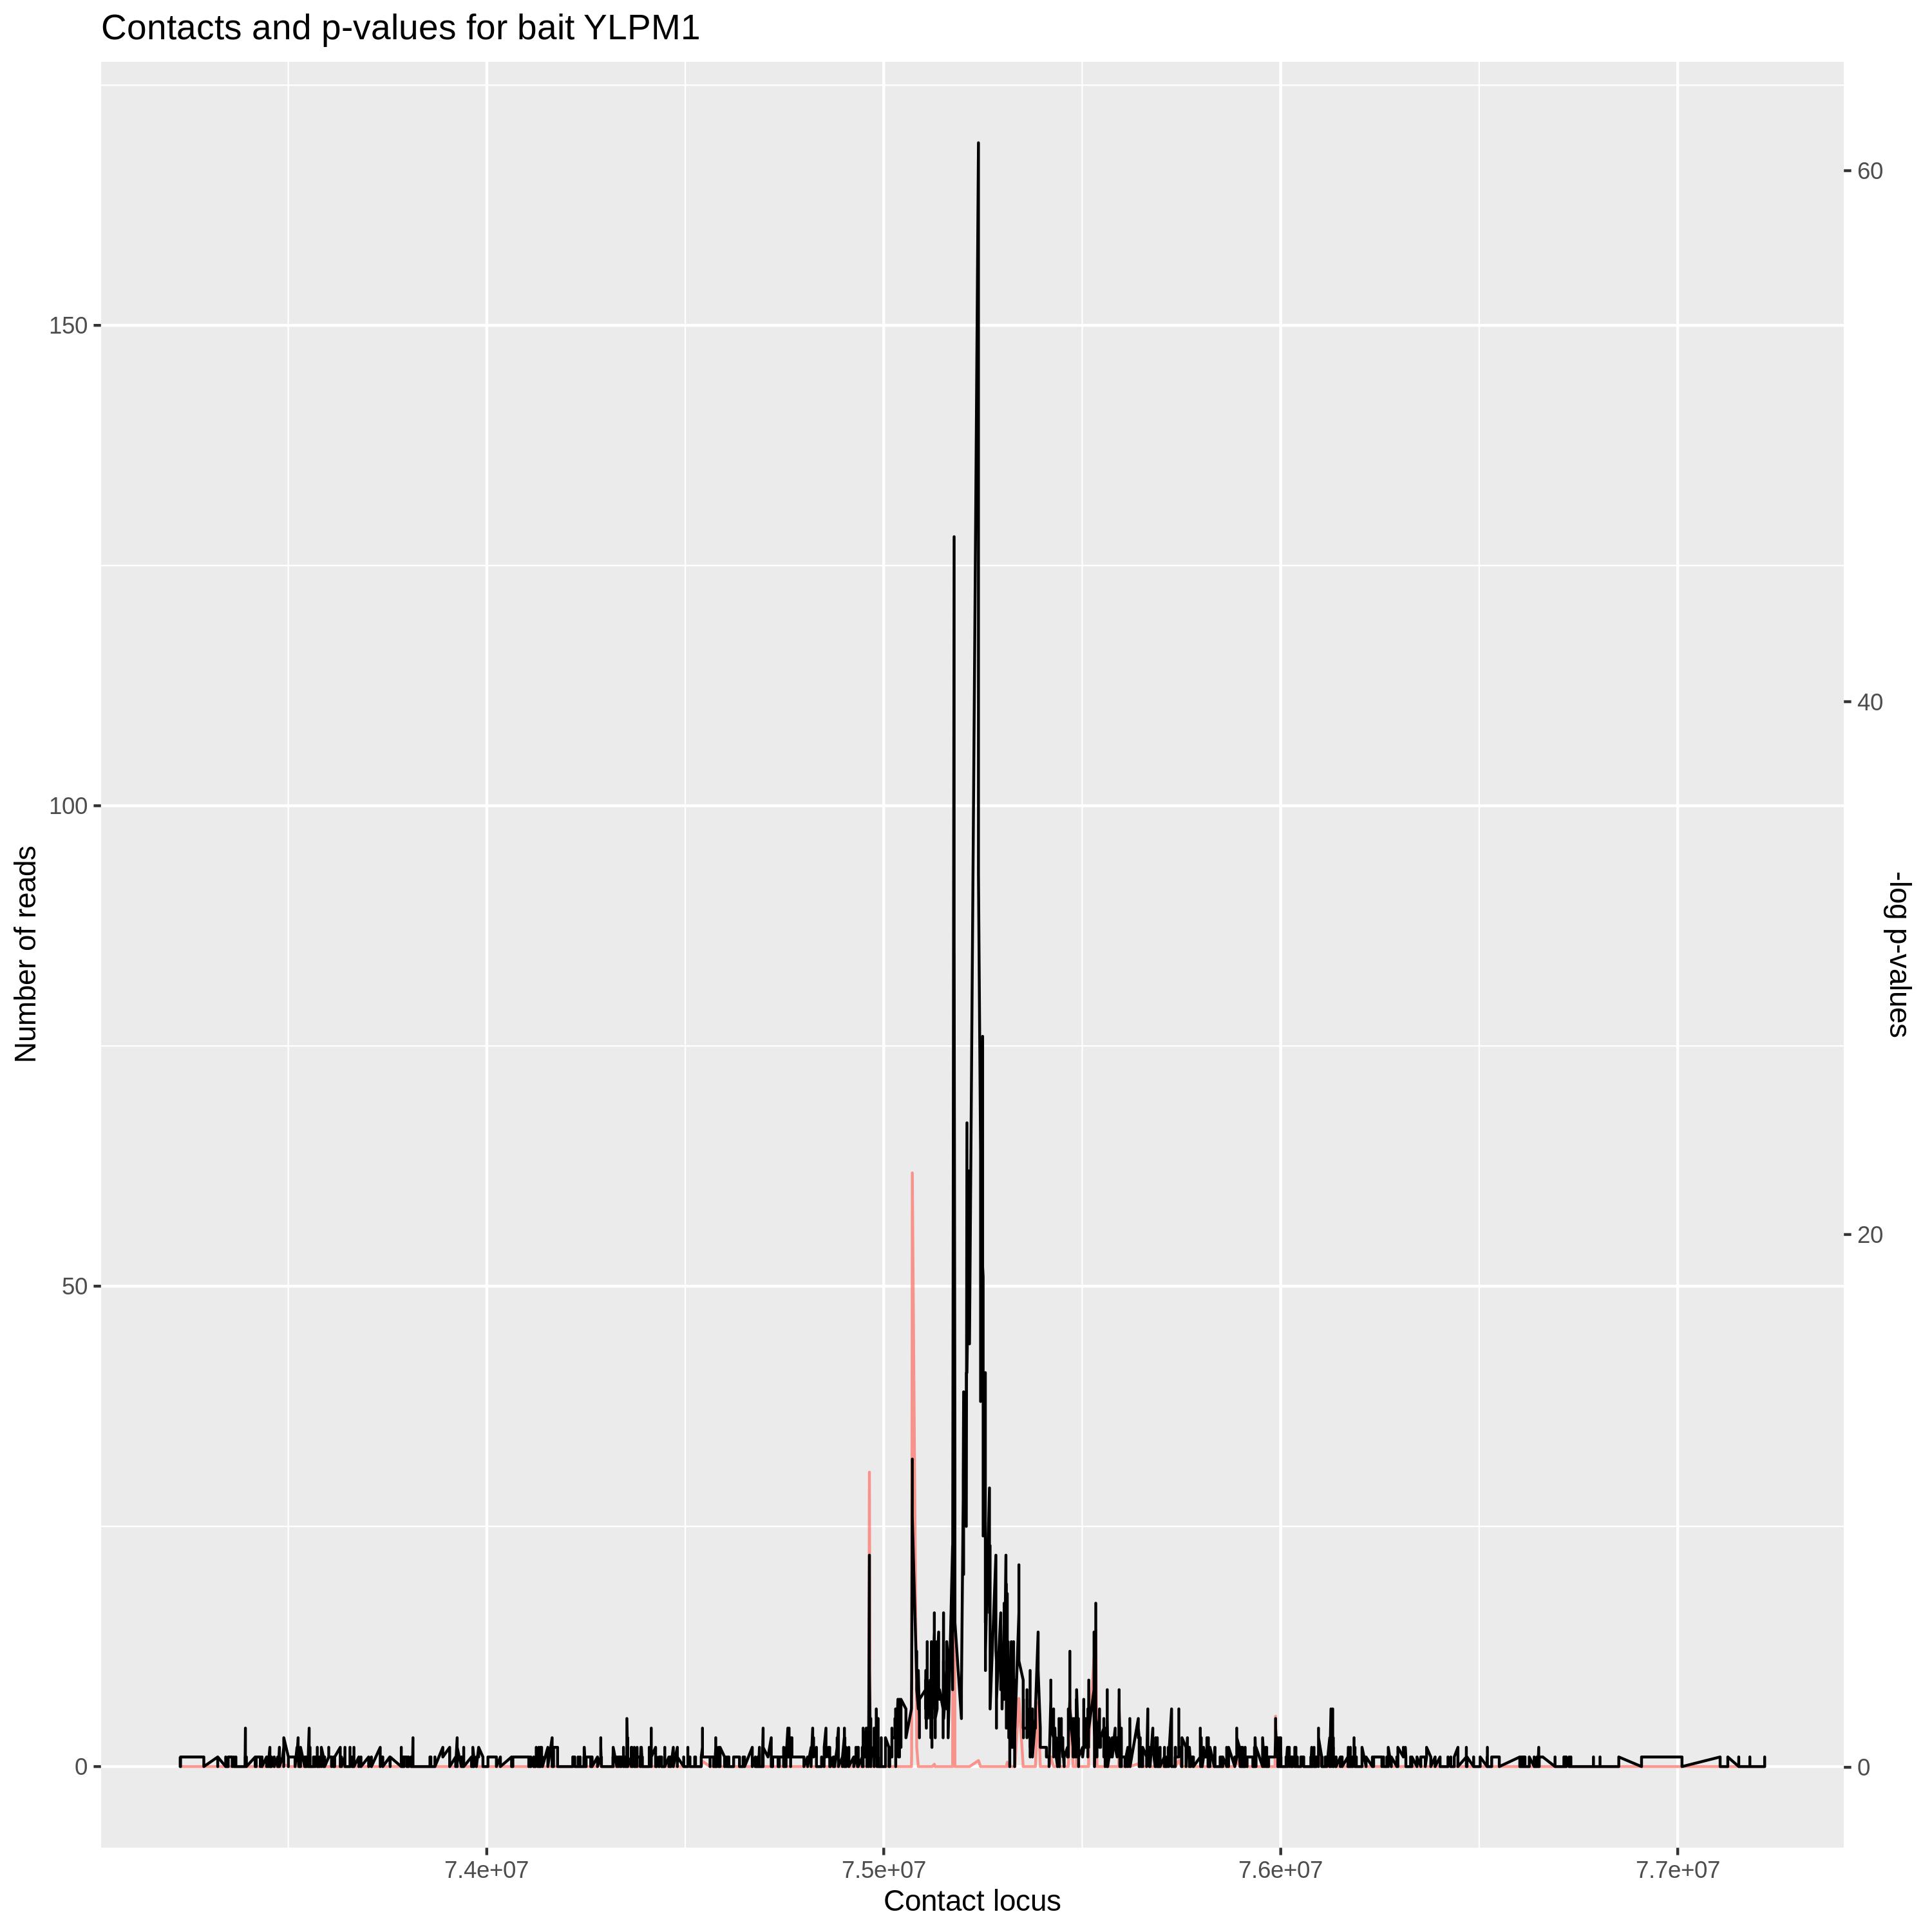 Contacts and p-values for bait YLPM1
150
100
50
0
Number of reads
60
40
20
0
-log p-values
7.4e+07 7.5e+07 7.6e+07 7.7e+07
Contact locus